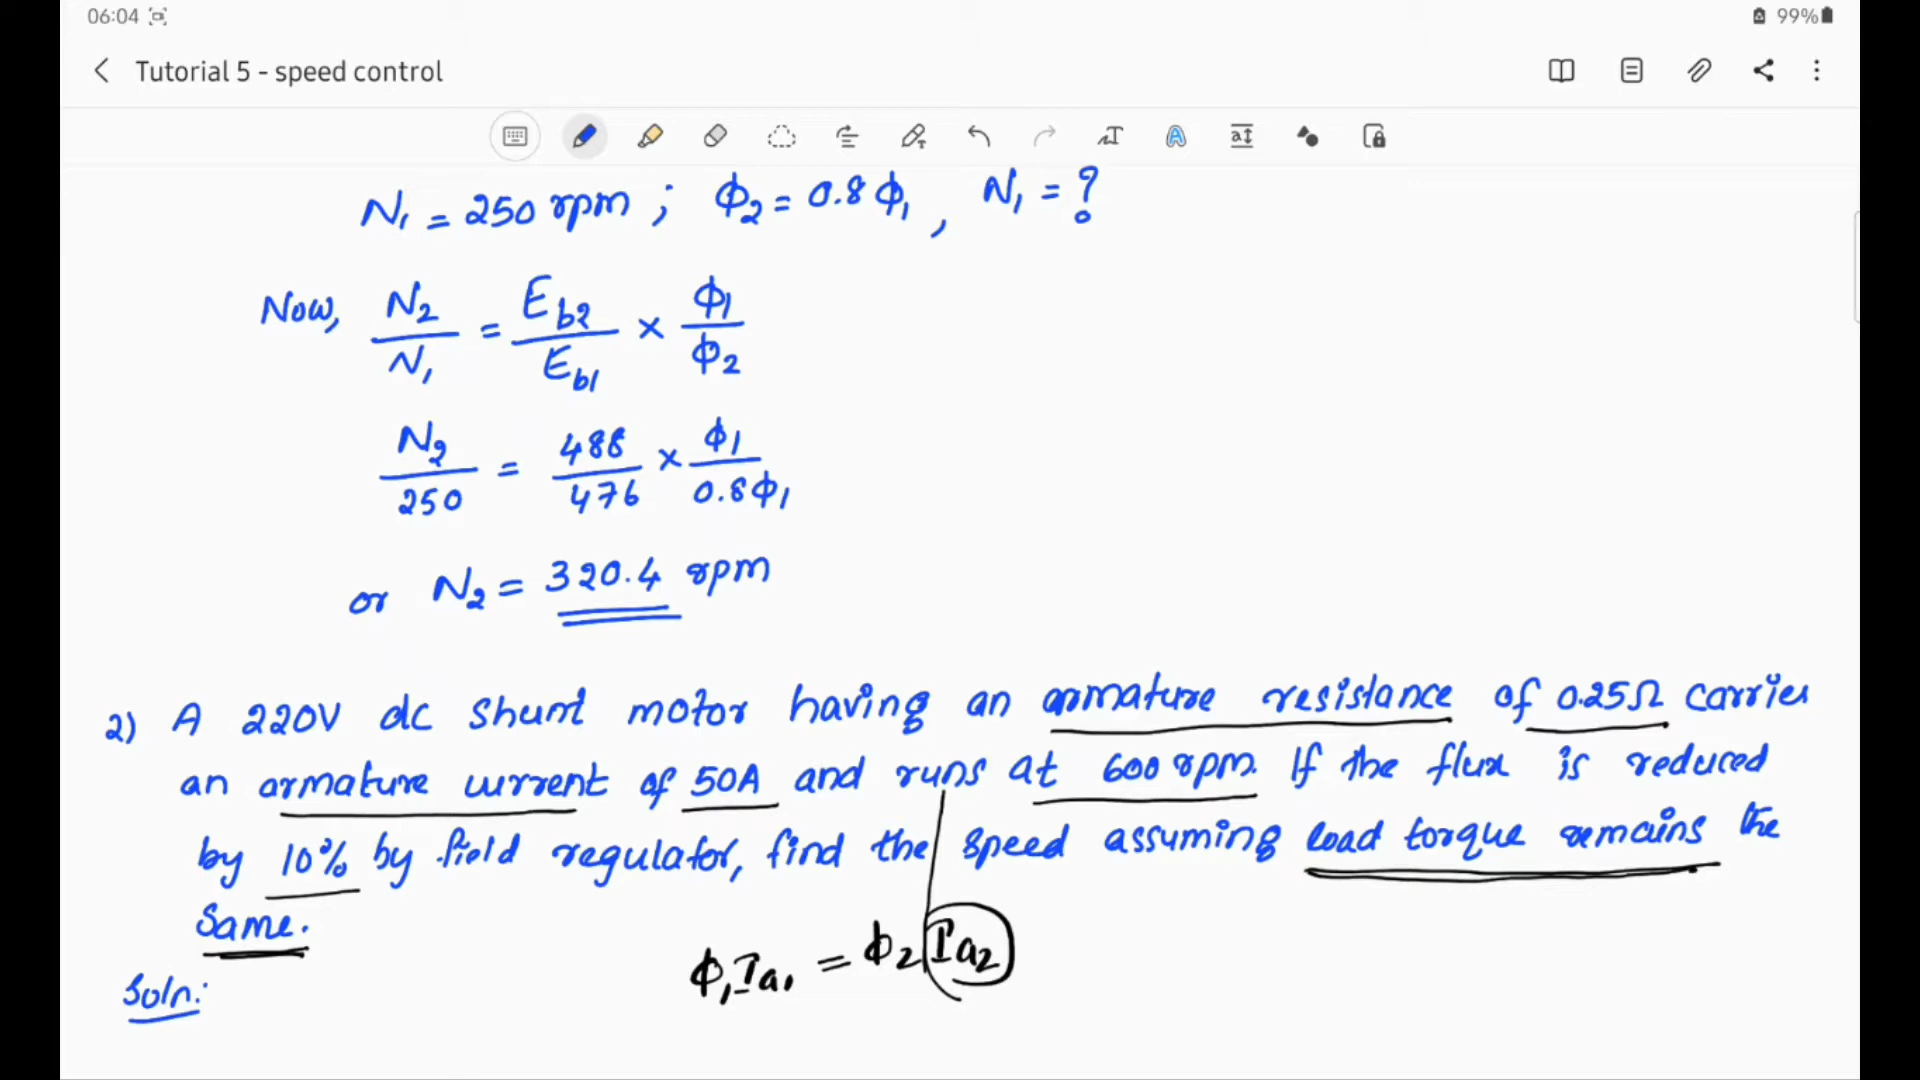 06:04 99%
Tutorial 5 - speed control
N₁ = 250 rpm ; ϕ₂ = 0.8 ϕ₁ , N₁ = ?
Now, N₂/N₁ = E_b2/E_b1 × ϕ₁/ϕ₂
N₂/250 = 488/476 × ϕ₁/0.8ϕ₁
or N₂ = 320.4 rpm
2) A 220V dc shunt motor having an armature resistance of 0.25Ω carries
an armature current of 50A and runs at 600 rpm. If the flux is reduced
by 10% by field regulator, find the speed assuming load torque remains the
same.
ϕ₁Ia₁ = ϕ₂ Ia₂
Soln: